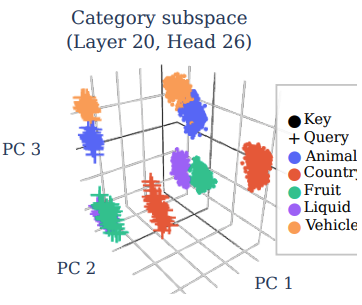 Category subspace
(Layer 20, Head 26)
PC 3
PC 2
PC 1
Key
Query
Animal
Country
Fruit
Liquid
Vehicle